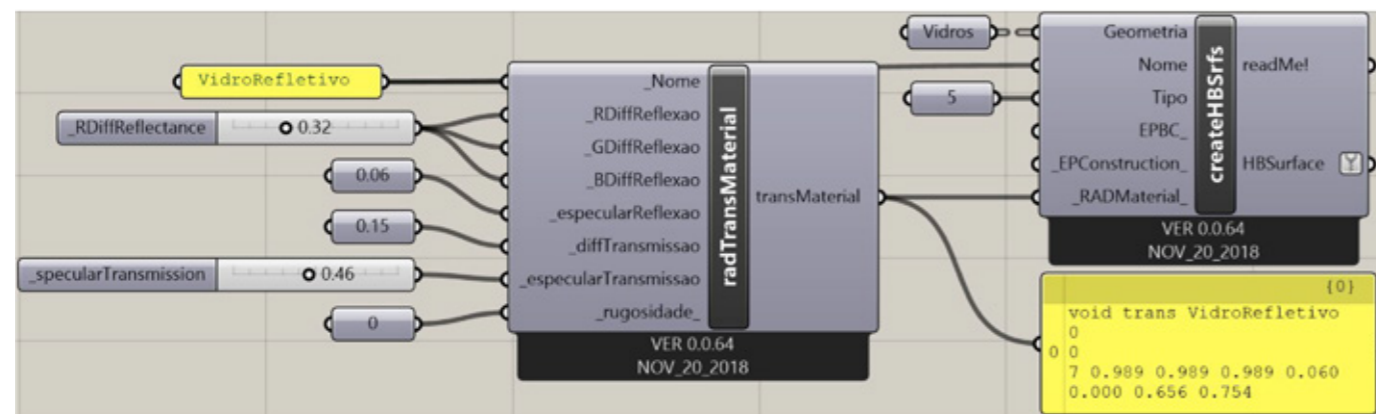 VidroRefletivo
_RDiffReflectance 0.32
0.06
0.15
_specularTransmission 0.46
0
_Nome
_RDiffReflexao
_GDiffReflexao
_BDiffReflexao
_especularReflexao
_diffTransmissao
_especularTransmissao
_rugosidade_
radTransMaterial
transMaterial
VER 0.0.64
NOV_20_2018
Vidros
5
Geometria
Nome
Tipo
EPBC_
_EPConstruction_
_RADMaterial_
createHBSrfs
readMe!
HBSurface
VER 0.0.64
NOV_20_2018
{0}
0
void trans VidroRefletivo
0
0
7 0.989 0.989 0.989 0.060
0.000 0.656 0.754